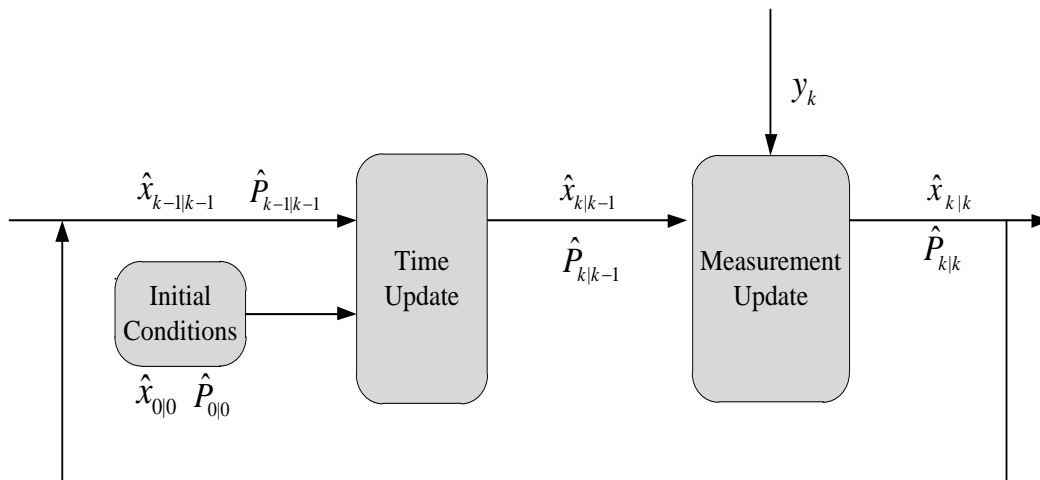 y_k
x̂_{k−1|k−1} P̂_{k−1|k−1}
x̂_{k|k−1}
x̂_{k|k}
P̂_{k|k−1}
P̂_{k|k}
Time
Update
Measurement
Update
Initial
Conditions
x̂_{0|0} P̂_{0|0}